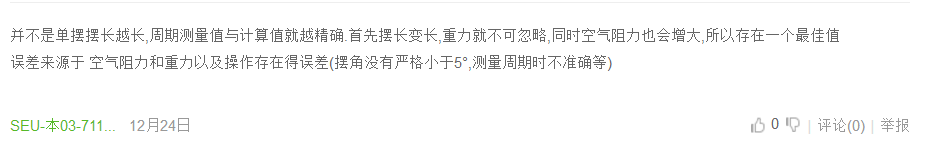 并不是单摆摆长越长,周期测量值与计算值就越精确.首先摆长变长,重力就不可忽略,同时空气阻力也会增大,所以存在一个最佳值
误差来源于 空气阻力和重力以及操作存在得误差(摆角没有严格小于5°,测量周期时不准确等)
SEU-本03-711... 12月24日 0 | 评论(0) | 举报